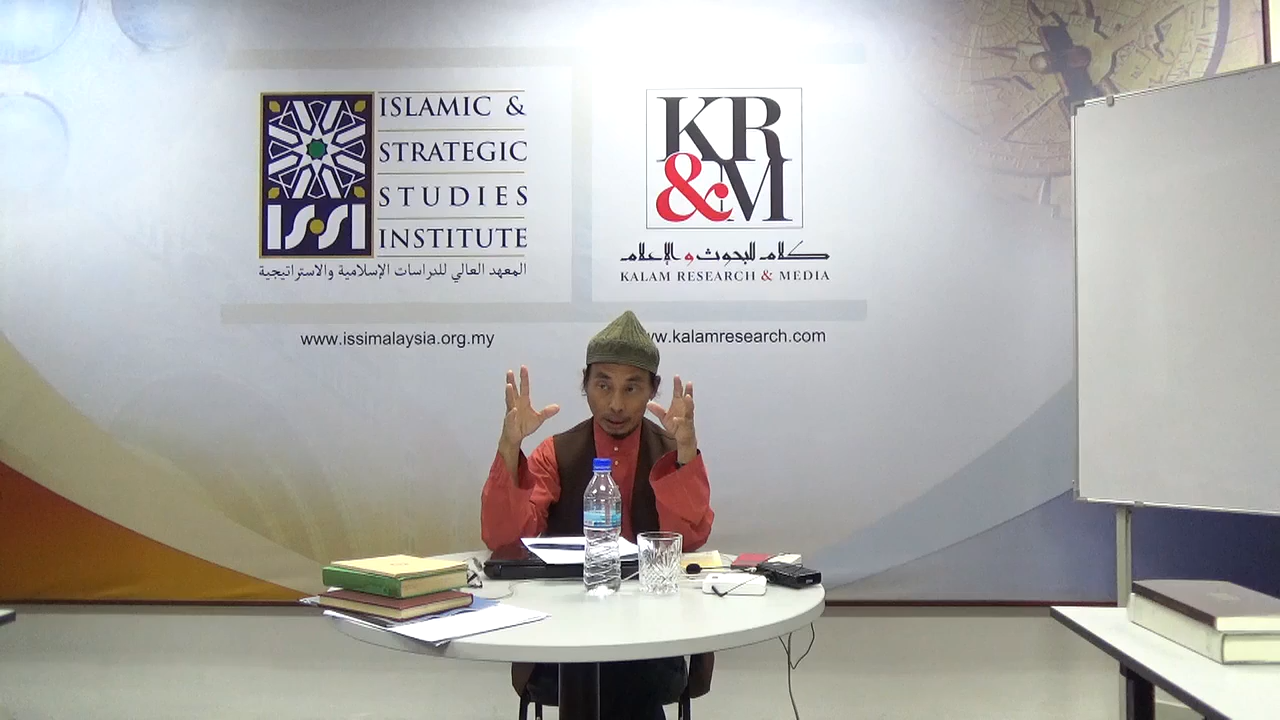 ISLAMIC &
STRATEGIC
STUDIES
INSTITUTE
ISSI
المعهد العالي للدراسات الإسلامية والاستراتيجية
www.issimalaysia.org.my
KR
&M
كلام للبحوث و الإعلام
KALAM RESEARCH & MEDIA
w.kalamresearch.com